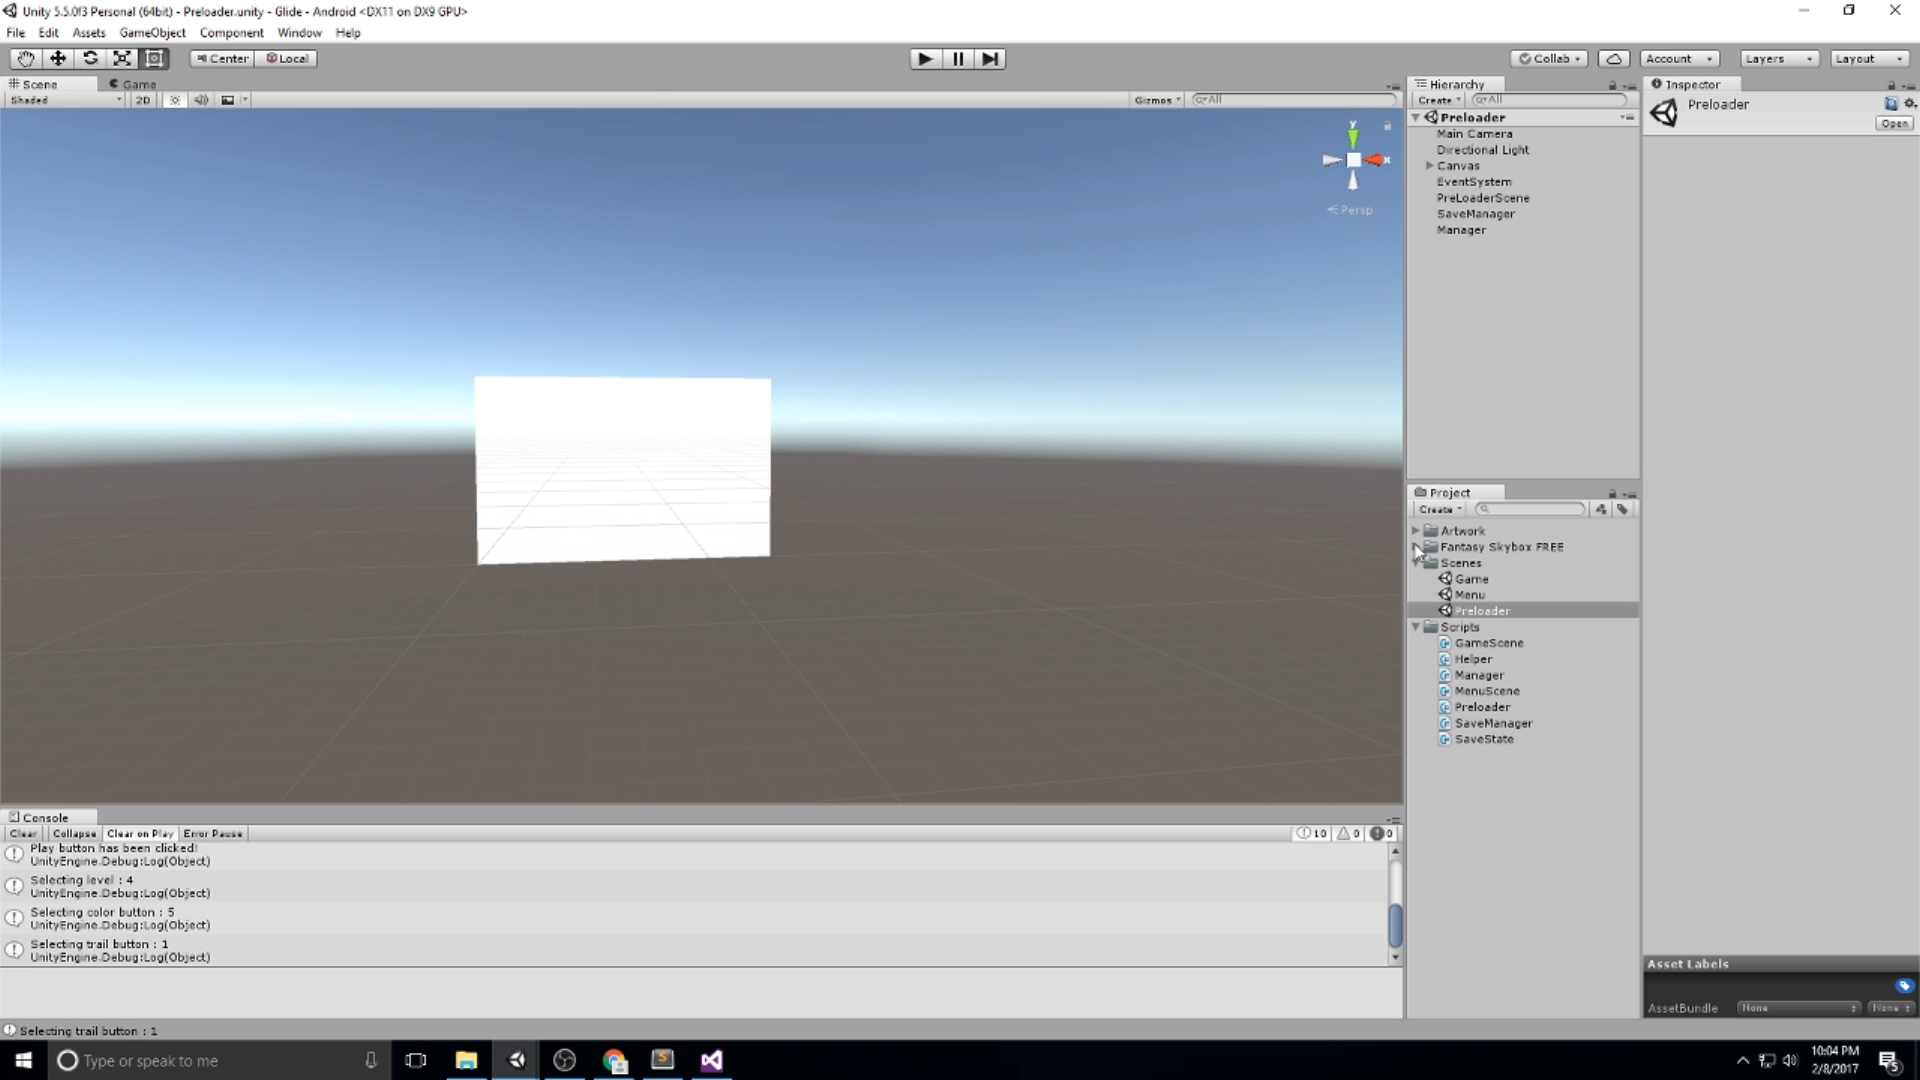 Unity 5.5.0f3 Personal (64bit) - Preloader.unity - Glide - Android <DX11 on DX9 GPU>
File Edit Assets GameObject Component Window Help
Center Local
Collab Account Layers Layout
Scene Game
Shaded 2D Gizmos All
y
x
Persp
Hierarchy
Create All
Preloader
Main Camera
Directional Light
Canvas
EventSystem
PreLoaderScene
SaveManager
Manager
Inspector
Preloader
Open
Project
Create
Artwork
Fantasy Skybox FREE
Scenes
Game
Menu
Preloader
Scripts
GameScene
Helper
Manager
MenuScene
Preloader
SaveManager
SaveState
Console
Clear Collapse Clear on Play Error Pause 10 0 0
Play button has been clicked!
UnityEngine.Debug:Log(Object)
Selecting level : 4
UnityEngine.Debug:Log(Object)
Selecting color button : 5
UnityEngine.Debug:Log(Object)
Selecting trail button : 1
UnityEngine.Debug:Log(Object)
Asset Labels
AssetBundle None None
Selecting trail button : 1
Type or speak to me
10:04 PM
2/8/2017
5